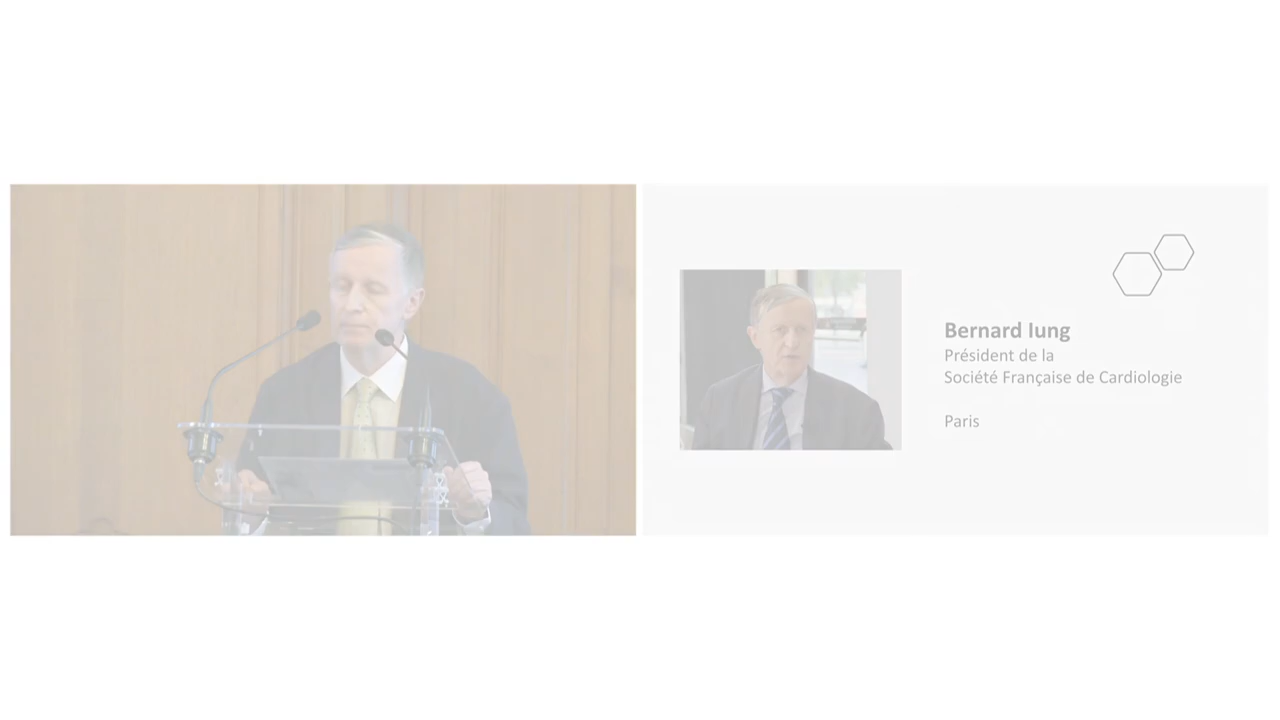 Bernard Iung
Président de la
Société Française de Cardiologie
Paris